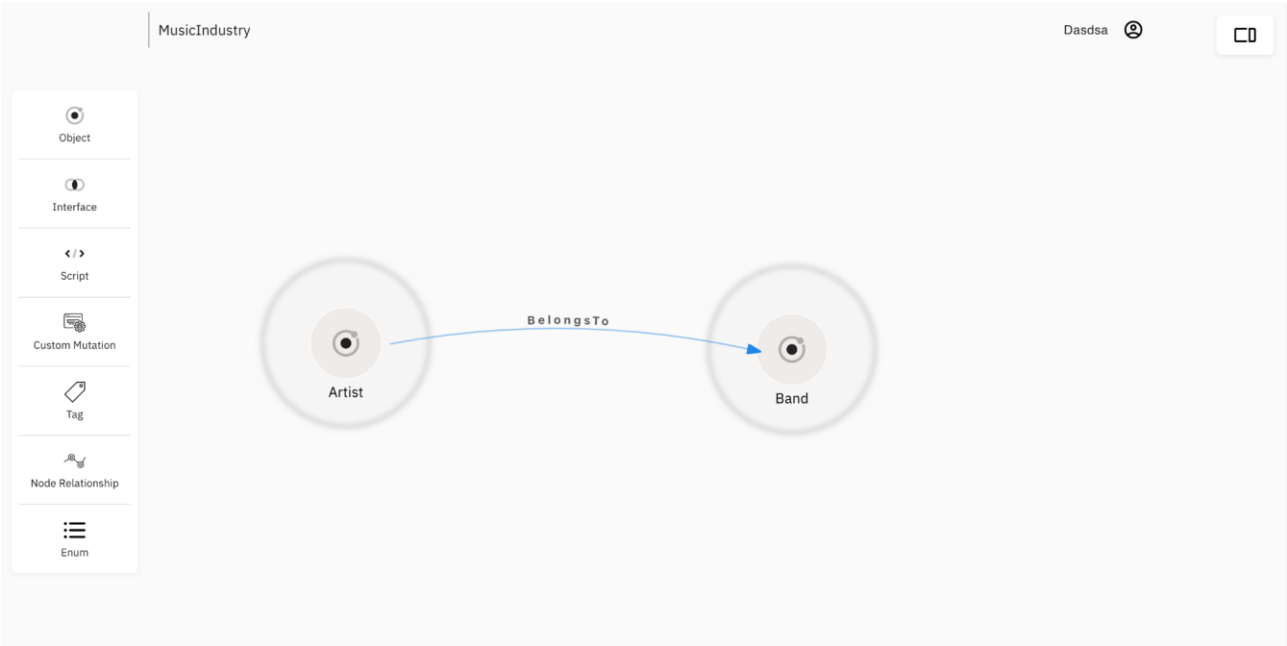 MusicIndustry
Dasdsa
Object
Interface
Script
Custom Mutation
Tag
Node Relationship
Enum
BelongsTo
Artist
Band